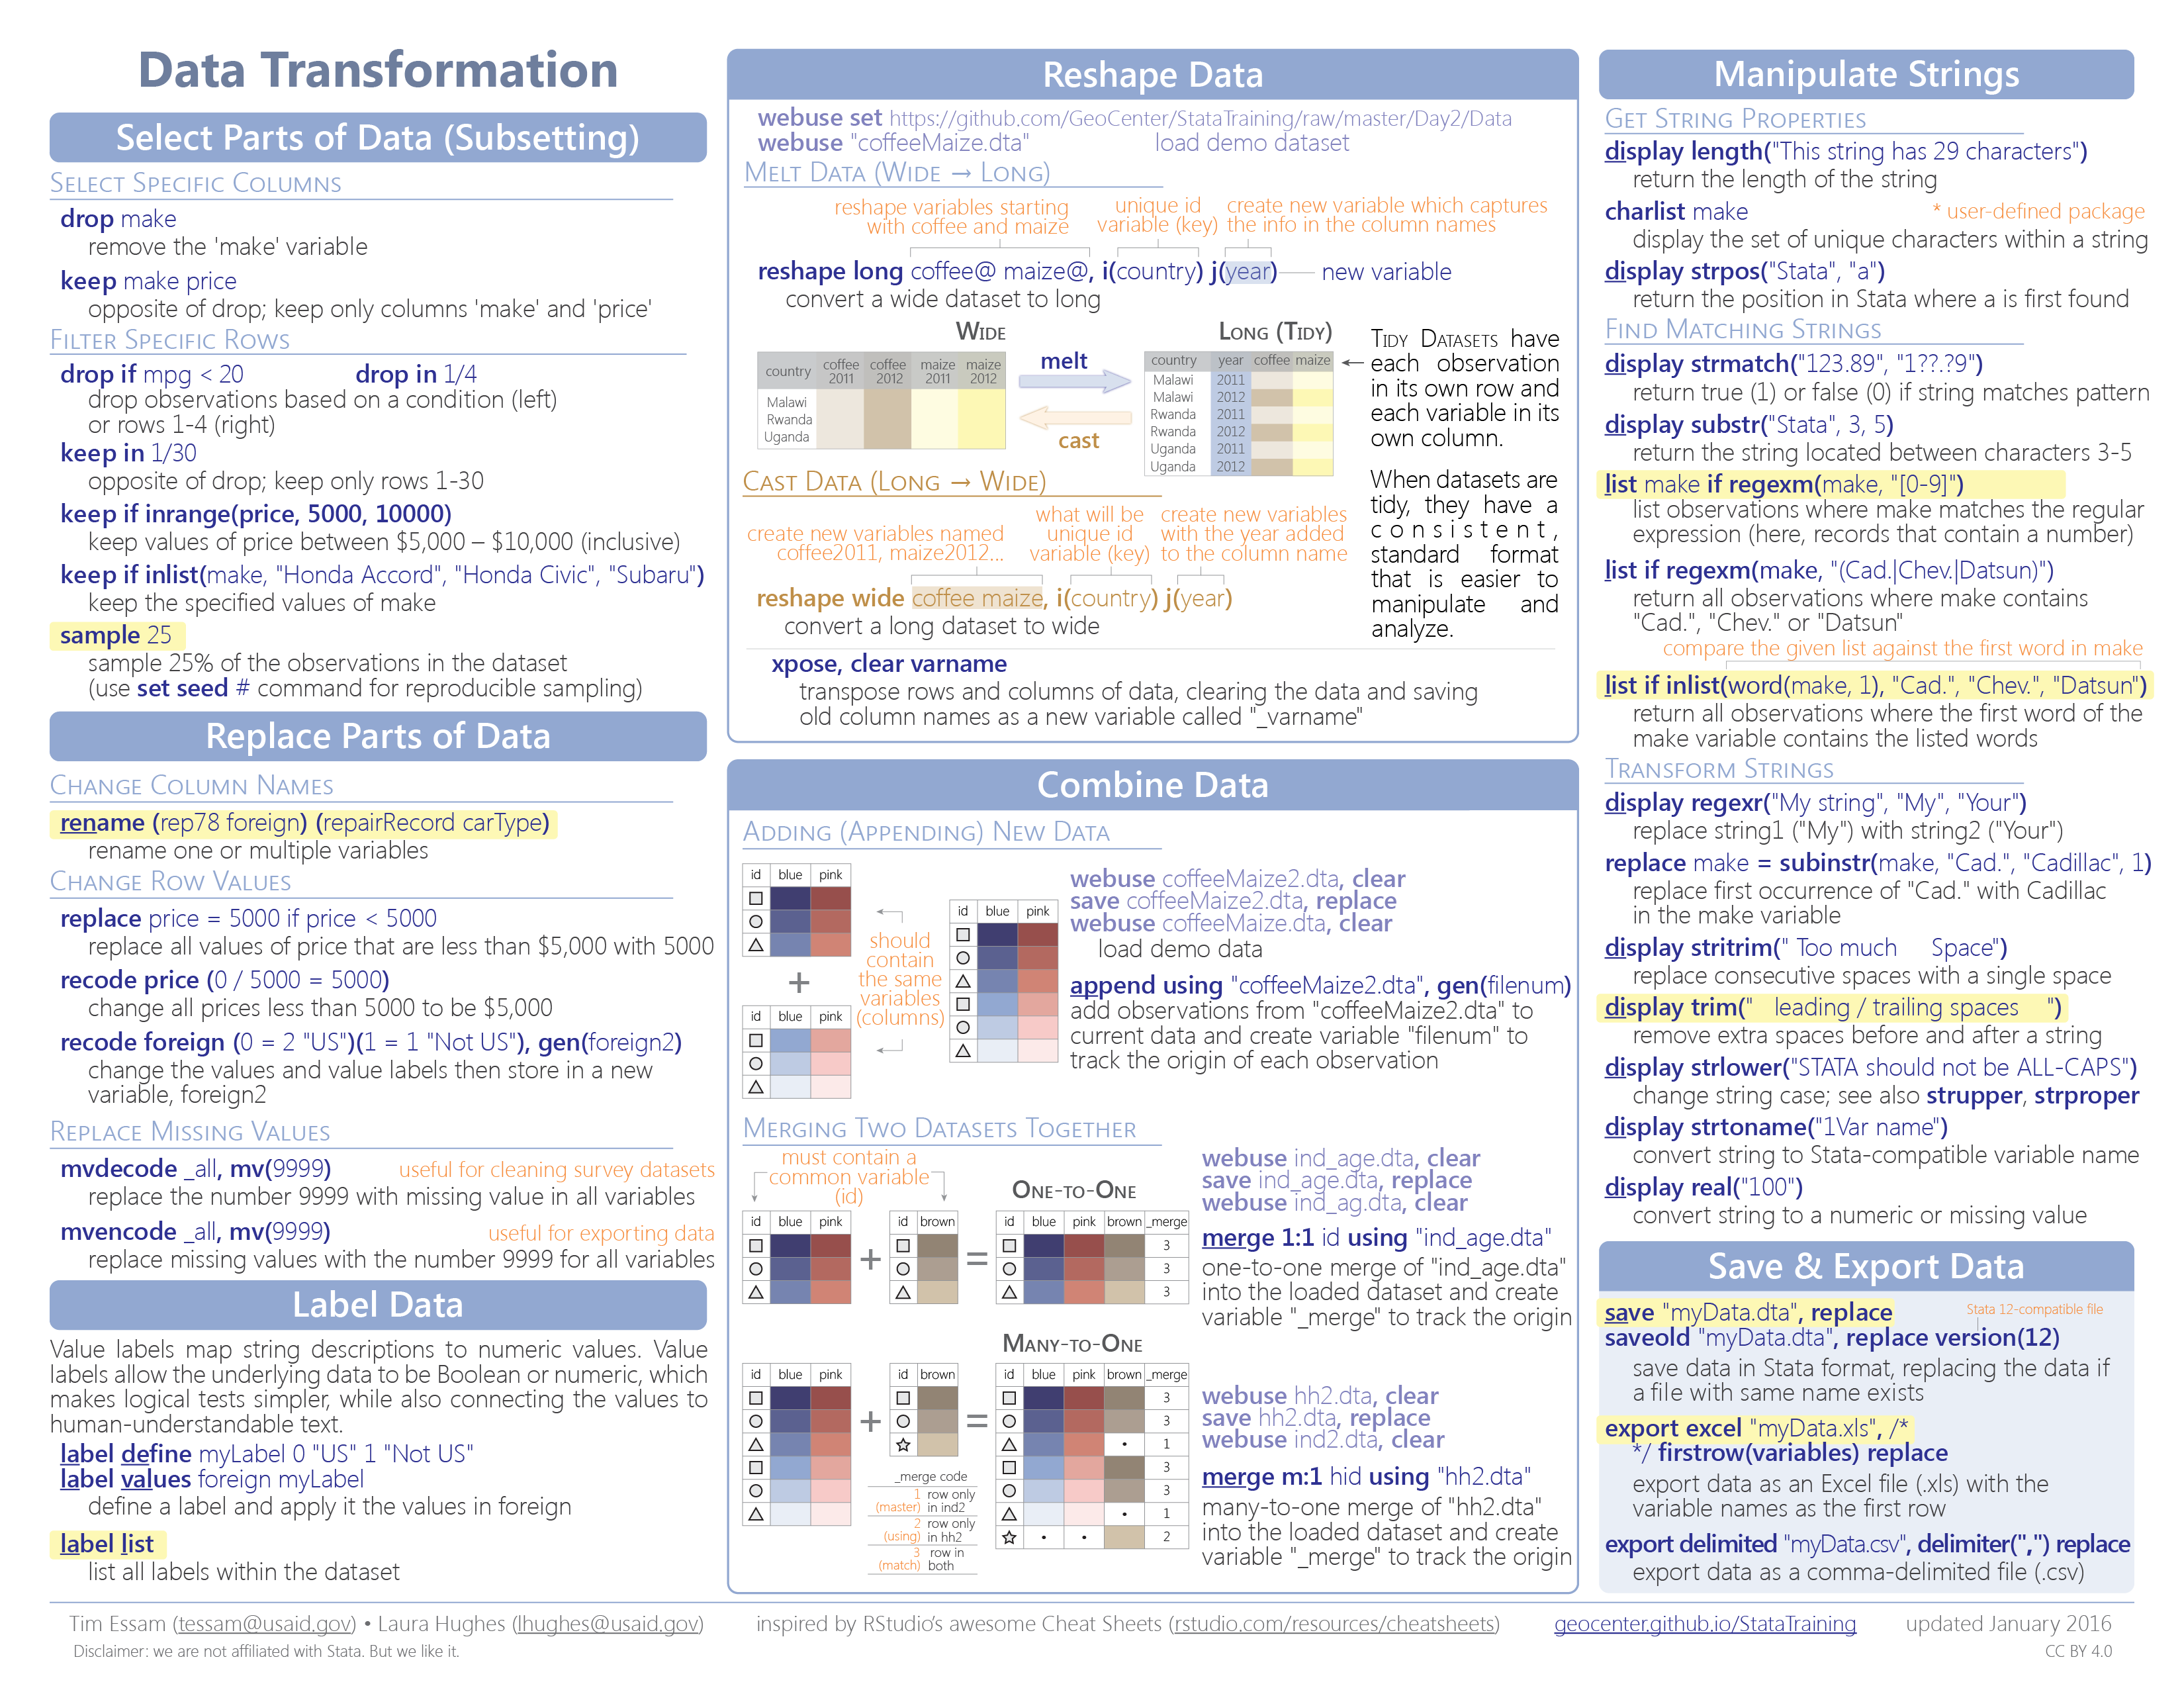 Data Transformation
Select Parts of Data (Subsetting)
SELECT SPECIFIC COLUMNS
drop make
remove the 'make' variable
keep make price
opposite of drop; keep only columns 'make' and 'price'
FILTER SPECIFIC ROWS
drop if mpg < 20 drop in 1/4
drop observations based on a condition (left)
or rows 1-4 (right)
keep in 1/30
opposite of drop; keep only rows 1-30
keep if inrange(price, 5000, 10000)
keep values of price between $5,000 – $10,000 (inclusive)
keep if inlist(make, "Honda Accord", "Honda Civic", "Subaru")
keep the specified values of make
sample 25
sample 25% of the observations in the dataset
(use set seed # command for reproducible sampling)
Replace Parts of Data
CHANGE COLUMN NAMES
rename (rep78 foreign) (repairRecord carType)
rename one or multiple variables
CHANGE ROW VALUES
replace price = 5000 if price < 5000
replace all values of price that are less than $5,000 with 5000
recode price (0 / 5000 = 5000)
change all prices less than 5000 to be $5,000
recode foreign (0 = 2 "US")(1 = 1 "Not US"), gen(foreign2)
change the values and value labels then store in a new
variable, foreign2
REPLACE MISSING VALUES
mvdecode _all, mv(9999) useful for cleaning survey datasets
replace the number 9999 with missing value in all variables
mvencode _all, mv(9999) useful for exporting data
replace missing values with the number 9999 for all variables
Label Data
Value labels map string descriptions to numeric values. Value
labels allow the underlying data to be Boolean or numeric, which
makes logical tests simpler, while also connecting the values to
human-understandable text.
label define myLabel 0 "US" 1 "Not US"
label values foreign myLabel
define a label and apply it the values in foreign
label list
list all labels within the dataset
Reshape Data
webuse set https://github.com/GeoCenter/StataTraining/raw/master/Day2/Data
webuse "coffeeMaize.dta" load demo dataset
MELT DATA (WIDE → LONG)
reshape variables starting
with coffee and maize
unique id
variable (key)
create new variable which captures
the info in the column names
reshape long coffee@ maize@, i(country) j(year) new variable
convert a wide dataset to long
WIDE
country coffee 2011 coffee 2012 maize 2011 maize 2012
Malawi
Rwanda
Uganda
melt
cast
LONG (TIDY)
country year coffee maize
Malawi 2011
Malawi 2012
Rwanda 2011
Rwanda 2012
Uganda 2011
Uganda 2012
TIDY DATASETS have
each observation
in its own row and
each variable in its
own column.
When datasets are
tidy, they have a
consistent,
standard format
that is easier to
manipulate and
analyze.
CAST DATA (LONG → WIDE)
create new variables named
coffee2011, maize2012...
what will be
unique id
variable (key)
create new variables
with the year added
to the column name
reshape wide coffee maize, i(country) j(year)
convert a long dataset to wide
xpose, clear varname
transpose rows and columns of data, clearing the data and saving
old column names as a new variable called "_varname"
Combine Data
ADDING (APPENDING) NEW DATA
id blue pink
+
id blue pink
should
contain
the same
variables
(columns)
id blue pink
webuse coffeeMaize2.dta, clear
save coffeeMaize2.dta, replace
webuse coffeeMaize.dta, clear
load demo data
append using "coffeeMaize2.dta", gen(filenum)
add observations from "coffeeMaize2.dta" to
current data and create variable "filenum" to
track the origin of each observation
MERGING TWO DATASETS TOGETHER
must contain a
common variable
(id)
ONE-TO-ONE
id blue pink + id brown = id blue pink brown _merge
3
3
3
webuse ind_age.dta, clear
save ind_age.dta, replace
webuse ind_ag.dta, clear
merge 1:1 id using "ind_age.dta"
one-to-one merge of "ind_age.dta"
into the loaded dataset and create
variable "_merge" to track the origin
MANY-TO-ONE
id blue pink + id brown = id blue pink brown _merge
3
3
. 1
3
3
. 1
. . 2
_merge code
1 row only
(master) in ind2
2 row only
(using) in hh2
3 row in
(match) both
webuse hh2.dta, clear
save hh2.dta, replace
webuse ind2.dta, clear
merge m:1 hid using "hh2.dta"
many-to-one merge of "hh2.dta"
into the loaded dataset and create
variable "_merge" to track the origin
Manipulate Strings
GET STRING PROPERTIES
display length("This string has 29 characters")
return the length of the string
charlist make * user-defined package
display the set of unique characters within a string
display strpos("Stata", "a")
return the position in Stata where a is first found
FIND MATCHING STRINGS
display strmatch("123.89", "1??.?9")
return true (1) or false (0) if string matches pattern
display substr("Stata", 3, 5)
return the string located between characters 3-5
list make if regexm(make, "[0-9]")
list observations where make matches the regular
expression (here, records that contain a number)
list if regexm(make, "(Cad.|Chev.|Datsun)")
return all observations where make contains
"Cad.", "Chev." or "Datsun"
compare the given list against the first word in make
list if inlist(word(make, 1), "Cad.", "Chev.", "Datsun")
return all observations where the first word of the
make variable contains the listed words
TRANSFORM STRINGS
display regexr("My string", "My", "Your")
replace string1 ("My") with string2 ("Your")
replace make = subinstr(make, "Cad.", "Cadillac", 1)
replace first occurrence of "Cad." with Cadillac
in the make variable
display stritrim(" Too much    Space")
replace consecutive spaces with a single space
display trim("   leading / trailing spaces    ")
remove extra spaces before and after a string
display strlower("STATA should not be ALL-CAPS")
change string case; see also strupper, strproper
display strtoname("1Var name")
convert string to Stata-compatible variable name
display real("100")
convert string to a numeric or missing value
Save & Export Data
save "myData.dta", replace Stata 12-compatible file
saveold "myData.dta", replace version(12)
save data in Stata format, replacing the data if
a file with same name exists
export excel "myData.xls", /*
*/ firstrow(variables) replace
export data as an Excel file (.xls) with the
variable names as the first row
export delimited "myData.csv", delimiter(",") replace
export data as a comma-delimited file (.csv)
Tim Essam (tessam@usaid.gov) • Laura Hughes (lhughes@usaid.gov) inspired by RStudio's awesome Cheat Sheets (rstudio.com/resources/cheatsheets) geocenter.github.io/StataTraining updated January 2016
Disclaimer: we are not affiliated with Stata. But we like it. CC BY 4.0